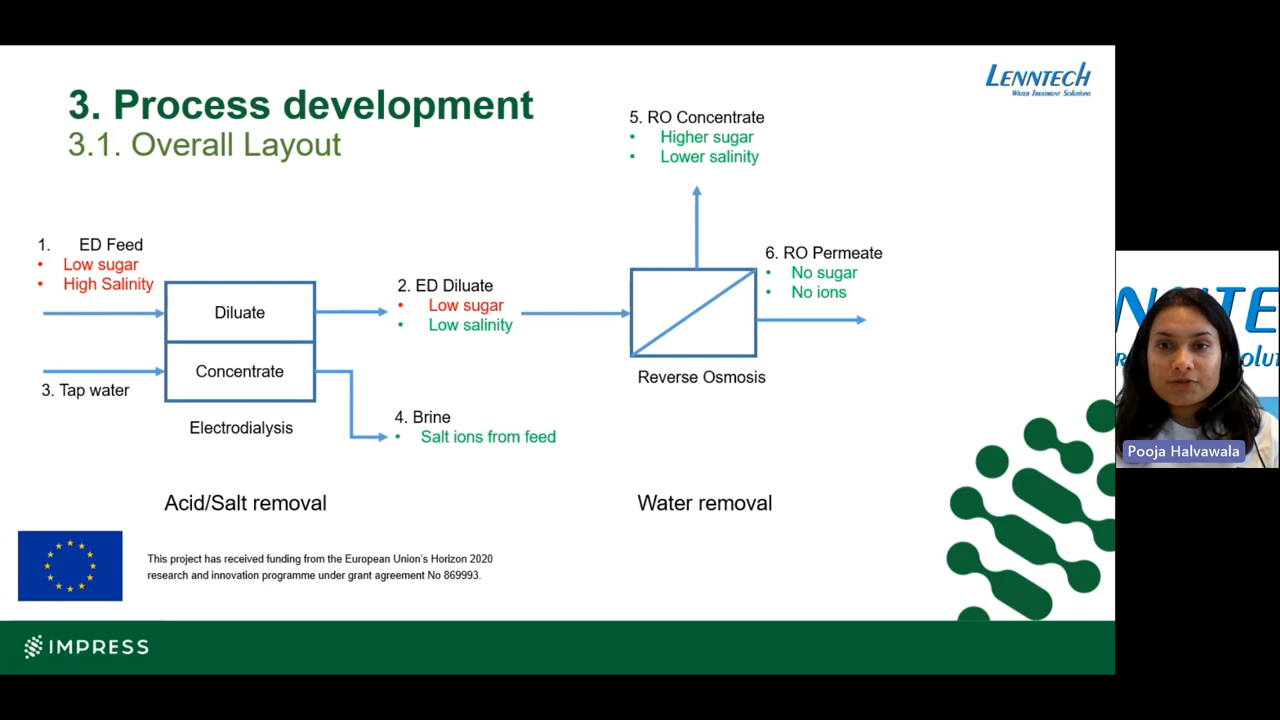 LENNTECH
WATER TREATMENT SOLUTIONS
3. Process development
3.1. Overall Layout
5. RO Concentrate
• Higher sugar
• Lower salinity
1. ED Feed
• Low sugar
• High Salinity
Diluate
2. ED Diluate
• Low sugar
• Low salinity
6. RO Permeate
• No sugar
• No ions
Concentrate
3. Tap water
Electrodialysis
4. Brine
• Salt ions from feed
Reverse Osmosis
Acid/Salt removal
Water removal
This project has received funding from the European Union's Horizon 2020
research and innovation programme under grant agreement No 869993.
IMPRESS
Pooja Halvawala